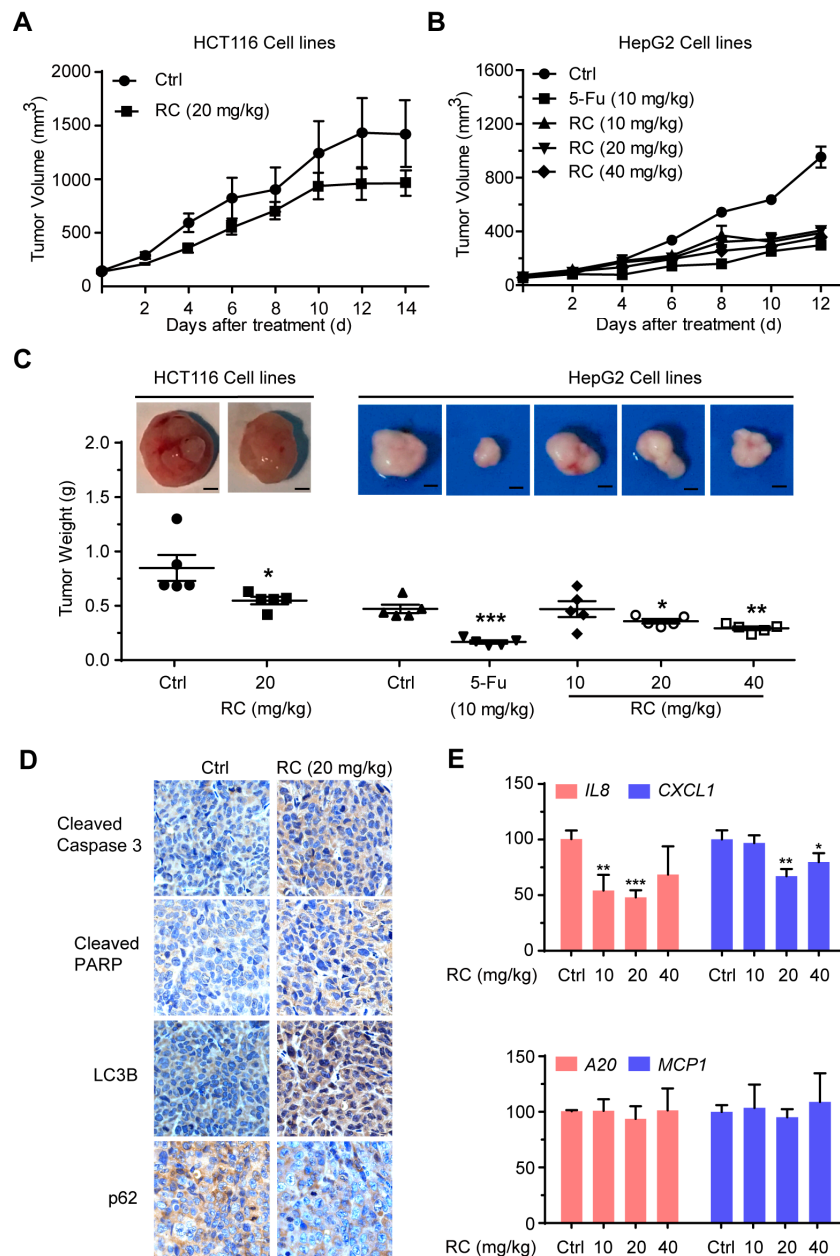 A
HCT116 Cell lines
Tumor Volume (mm3)
2000
1500
1000
500
0
Ctrl
RC (20 mg/kg)
2 4 6 8 10 12 14
Days after treatment (d)
B
HepG2 Cell lines
Tumor Volume (mm3)
1600
1200
800
400
0
Ctrl
5-Fu (10 mg/kg)
RC (10 mg/kg)
RC (20 mg/kg)
RC (40 mg/kg)
2 4 6 8 10 12
Days after treatment (d)
C
HCT116 Cell lines
HepG2 Cell lines
Tumor Weight (g)
2.0
1.5
1.0
0.5
0.0
* *** * **
Ctrl 20 Ctrl 5-Fu 10 20 40
RC (mg/kg) (10 mg/kg) RC (mg/kg)
D
Ctrl RC (20 mg/kg)
Cleaved
Caspase 3
Cleaved
PARP
LC3B
p62
E
150
100
50
0
IL8 CXCL1
** *** ** *
RC (mg/kg) Ctrl 10 20 40 Ctrl 10 20 40
150
100
50
0
A20 MCP1
RC (mg/kg) Ctrl 10 20 40 Ctrl 10 20 40